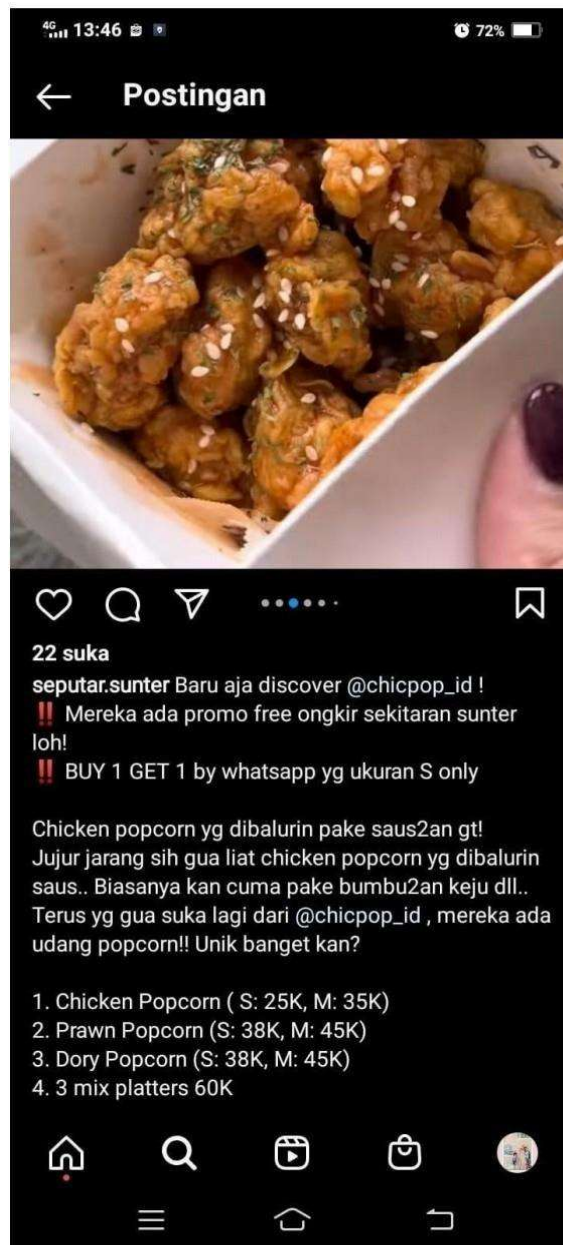 4G 13:46 72%
Postingan
22 suka
seputar.sunter Baru aja discover @chicpop_id !
‼️ Mereka ada promo free ongkir sekitaran sunter
loh!
‼️ BUY 1 GET 1 by whatsapp yg ukuran S only
Chicken popcorn yg dibalurin pake saus2an gt!
Jujur jarang sih gua liat chicken popcorn yg dibalurin
saus.. Biasanya kan cuma pake bumbu2an keju dll..
Terus yg gua suka lagi dari @chicpop_id , mereka ada
udang popcorn!! Unik banget kan?
1. Chicken Popcorn ( S: 25K, M: 35K)
2. Prawn Popcorn (S: 38K, M: 45K)
3. Dory Popcorn (S: 38K, M: 45K)
4. 3 mix platters 60K